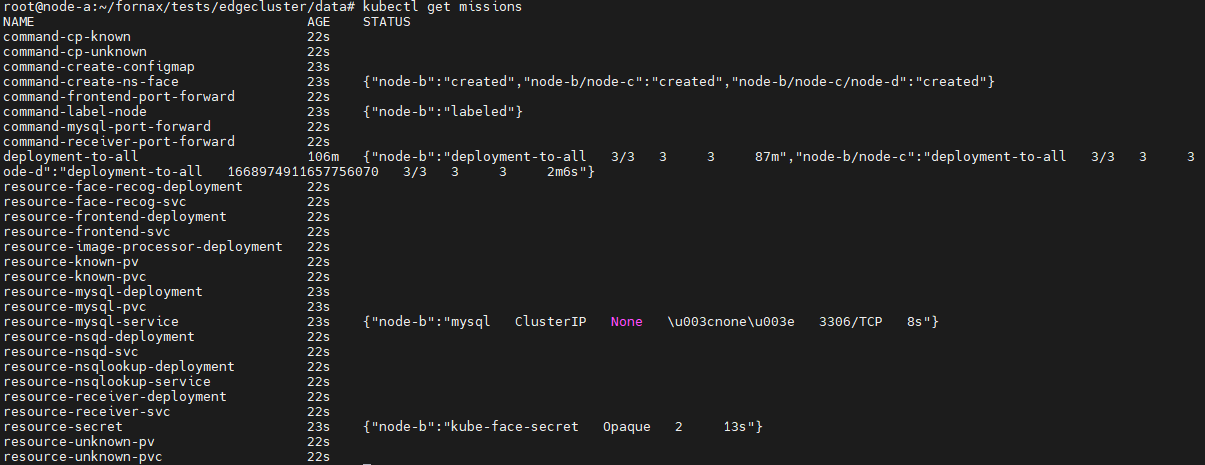 root@node-a:~/fornax/tests/edgecluster/data# kubectl get missions
NAME                                  AGE    STATUS
command-cp-known                      22s
command-cp-unknown                    22s
command-create-configmap              23s
command-create-ns-face                23s    {"node-b":"created","node-b/node-c":"created","node-b/node-c/node-d":"created"}
command-frontend-port-forward         22s
command-label-node                    23s    {"node-b":"labeled"}
command-mysql-port-forward            22s
command-receiver-port-forward         22s
deployment-to-all                     106m   {"node-b":"deployment-to-all   3/3   3     3     87m","node-b/node-c":"deployment-to-all   3/3   3     3
ode-d":"deployment-to-all   1668974911657756070   3/3   3     3     2m6s"}
resource-face-recog-deployment        22s
resource-face-recog-svc               22s
resource-frontend-deployment          22s
resource-frontend-svc                 22s
resource-image-processor-deployment   22s
resource-known-pv                     22s
resource-known-pvc                    22s
resource-mysql-deployment             23s
resource-mysql-pvc                    23s
resource-mysql-service                23s    {"node-b":"mysql   ClusterIP   None   \u003cnone\u003e   3306/TCP   8s"}
resource-nsqd-deployment              22s
resource-nsqd-svc                     22s
resource-nsqlookup-deployment         22s
resource-nsqlookup-service            22s
resource-receiver-deployment          22s
resource-receiver-svc                 22s
resource-secret                       23s    {"node-b":"kube-face-secret   Opaque   2     13s"}
resource-unknown-pv                   22s
resource-unknown-pvc                  22s